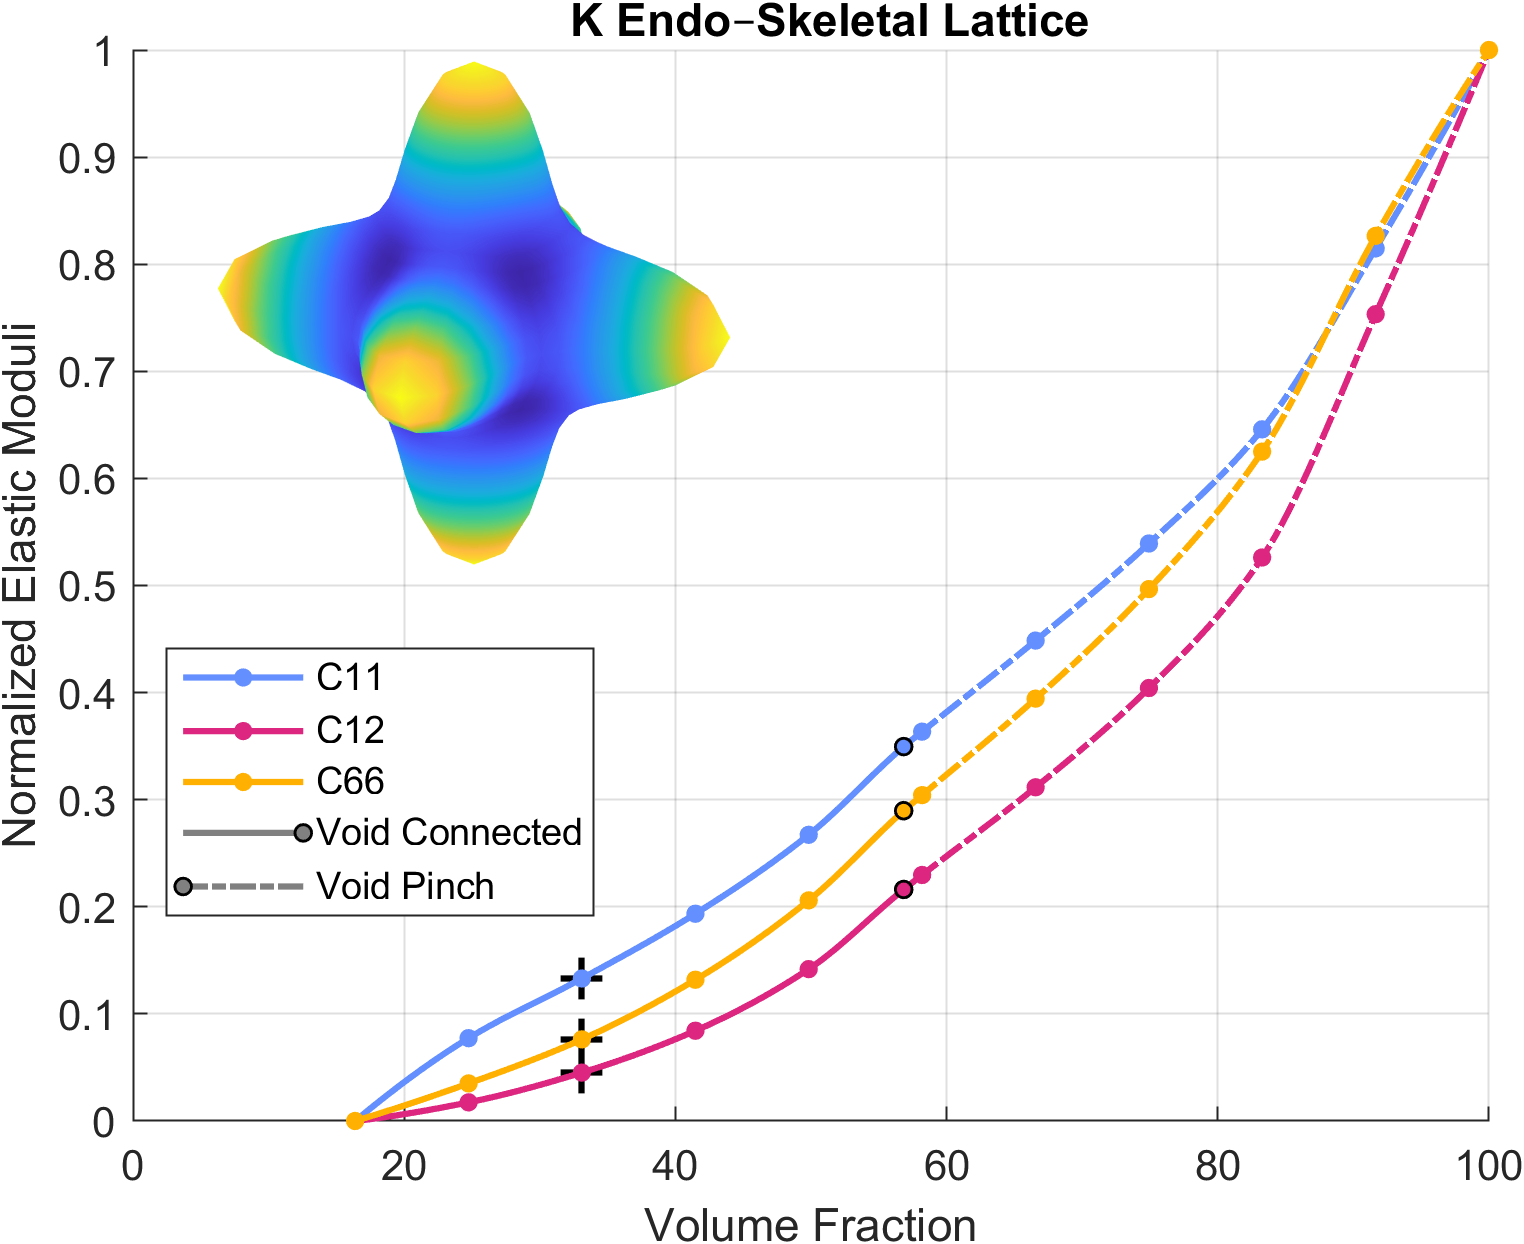 K Endo–Skeletal Lattice
1
0.9
0.8
0.7
0.6
0.5
0.4
0.3
0.2
0.1
0
Normalized Elastic Moduli
C11
C12
C66
Void Connected
Void Pinch
0 20 40 60 80 100
Volume Fraction